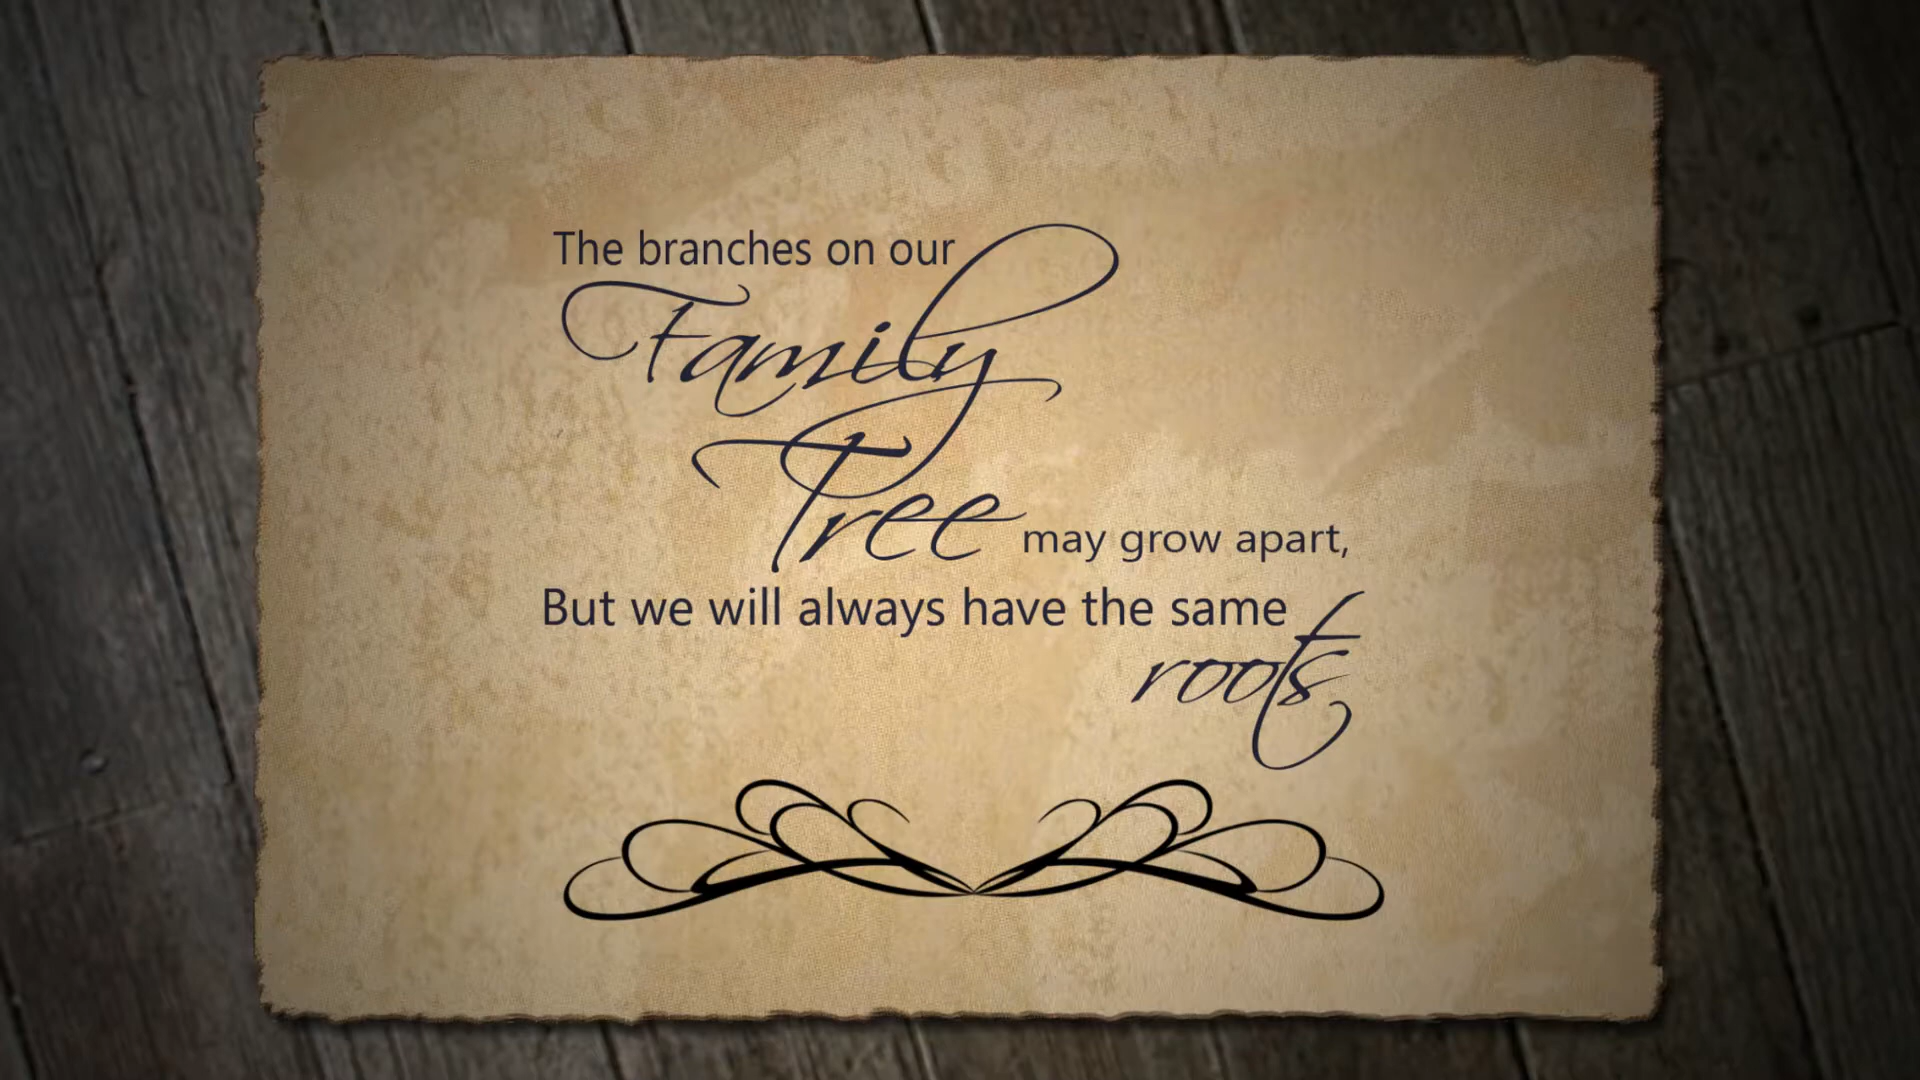 The branches on our
Family
Tree may grow apart,
But we will always have the same
roots